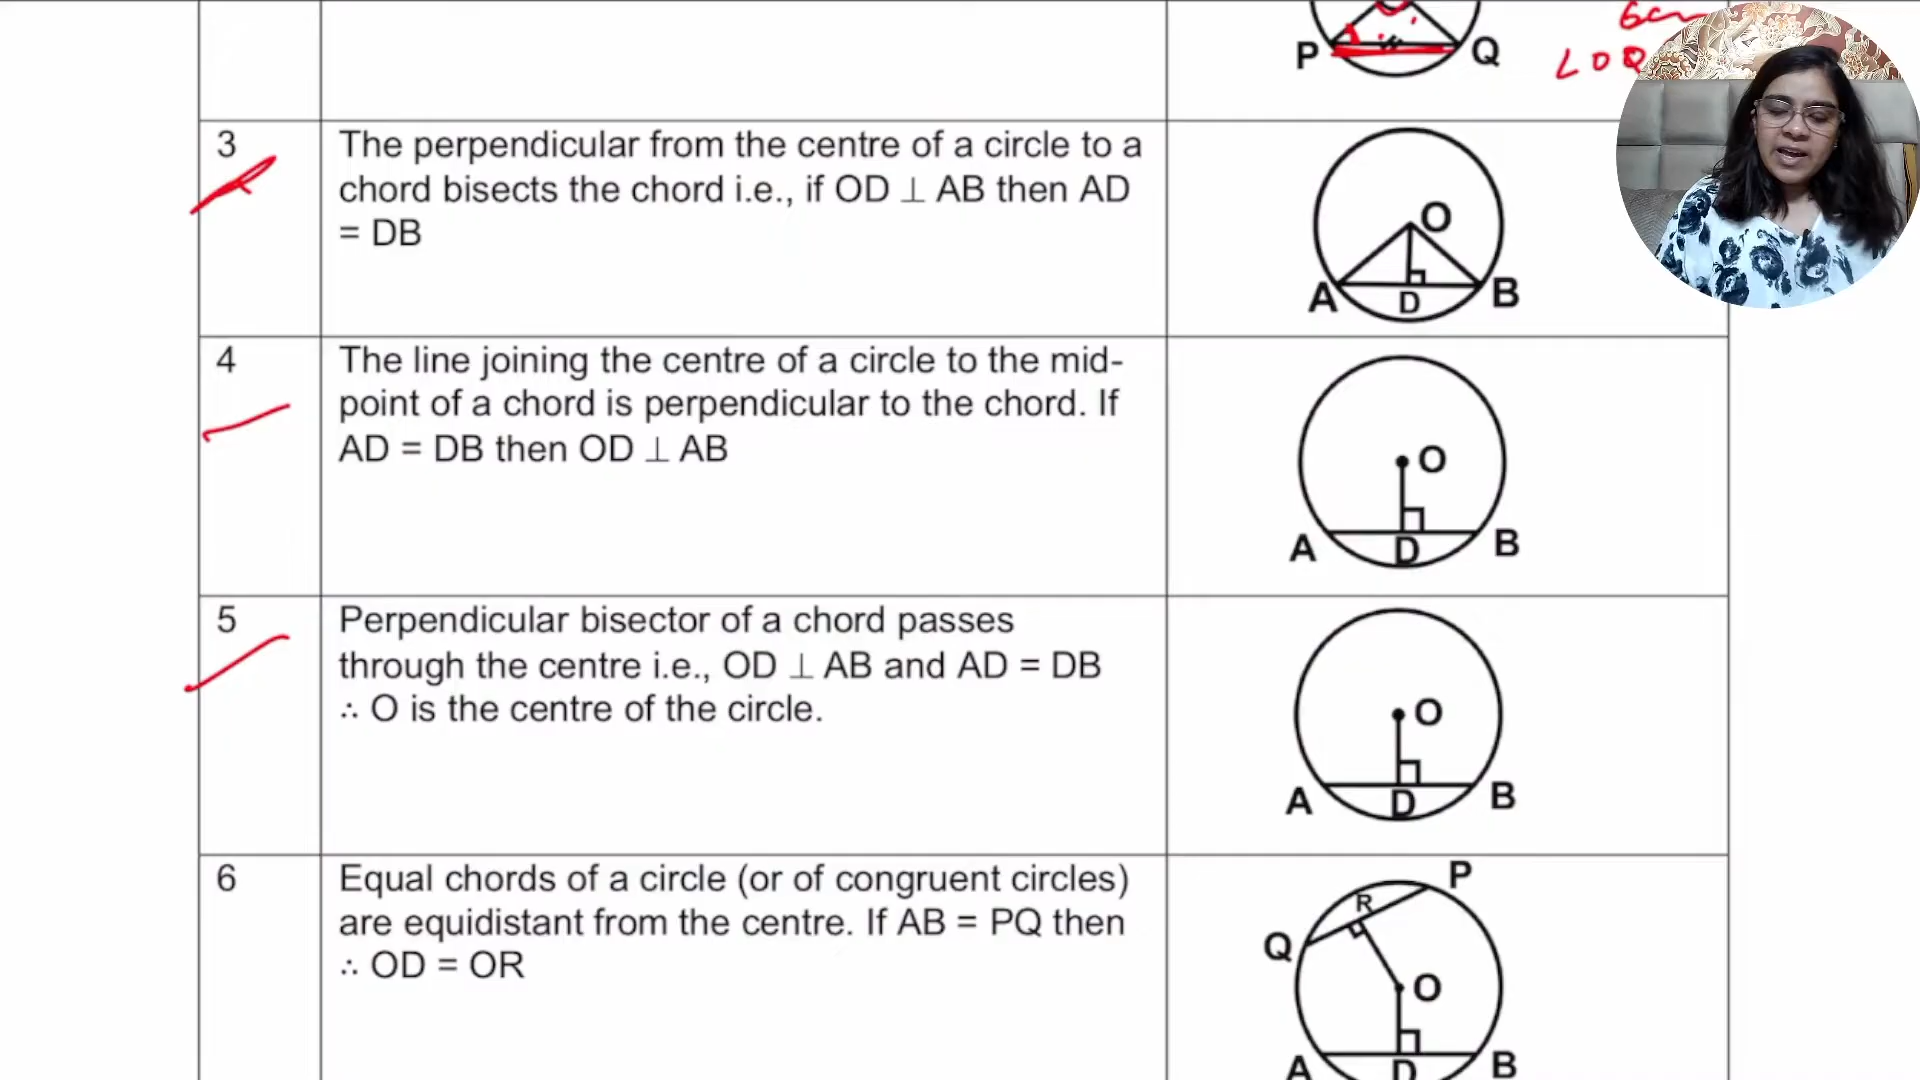 P
Q
6cm
∠OQ
3
The perpendicular from the centre of a circle to a
chord bisects the chord i.e., if OD ⊥ AB then AD
= DB
O
A
D
B
4
The line joining the centre of a circle to the mid-
point of a chord is perpendicular to the chord. If
AD = DB then OD ⊥ AB
O
A
D
B
5
Perpendicular bisector of a chord passes
through the centre i.e., OD ⊥ AB and AD = DB
∴ O is the centre of the circle.
O
A
D
B
6
Equal chords of a circle (or of congruent circles)
are equidistant from the centre. If AB = PQ then
∴ OD = OR
P
R
Q
O
A
D
B